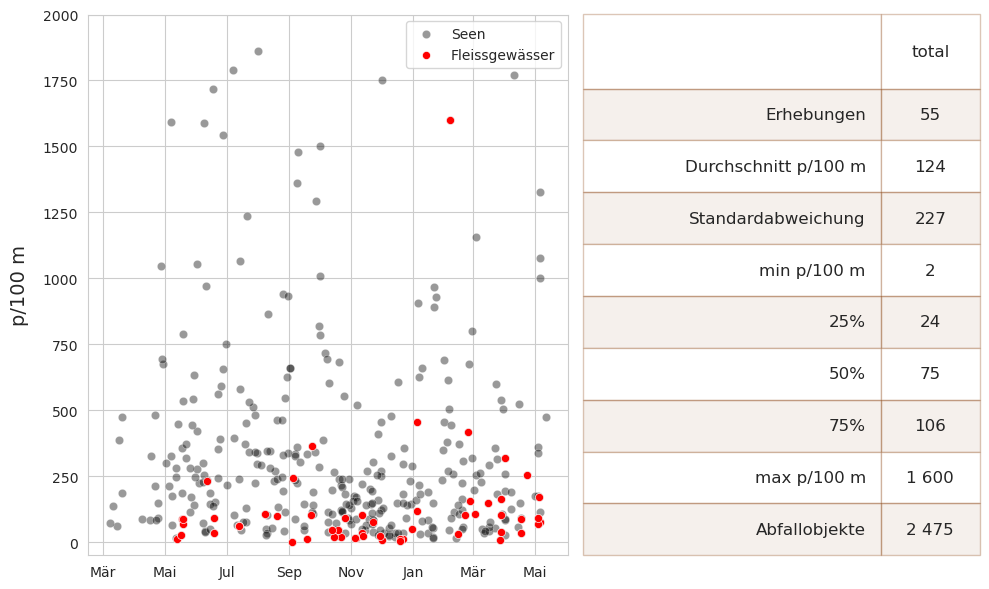 2000
1750
1500
1250
1000
750
500
250
0
p/100 m
Mär Mai Jul Sep Nov Jan Mär Mai
Seen
Fleissgewässer
total
Erhebungen 55
Durchschnitt p/100 m 124
Standardabweichung 227
min p/100 m 2
25% 24
50% 75
75% 106
max p/100 m 1 600
Abfallobjekte 2 475